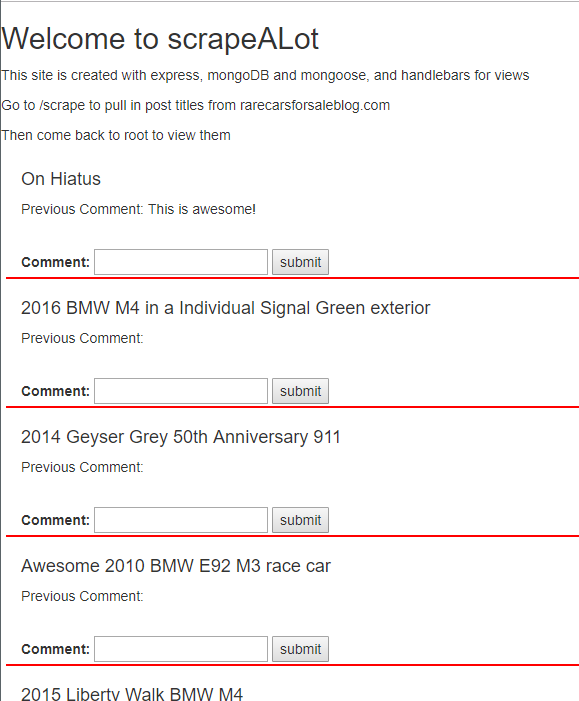 Welcome to scrapeALot
This site is created with express, mongoDB and mongoose, and handlebars for views
Go to /scrape to pull in post titles from rarecarsforsaleblog.com
Then come back to root to view them
On Hiatus
Previous Comment: This is awesome!
Comment: submit
2016 BMW M4 in a Individual Signal Green exterior
Previous Comment:
Comment: submit
2014 Geyser Grey 50th Anniversary 911
Previous Comment:
Comment: submit
Awesome 2010 BMW E92 M3 race car
Previous Comment:
Comment: submit
2015 Liberty Walk BMW M4